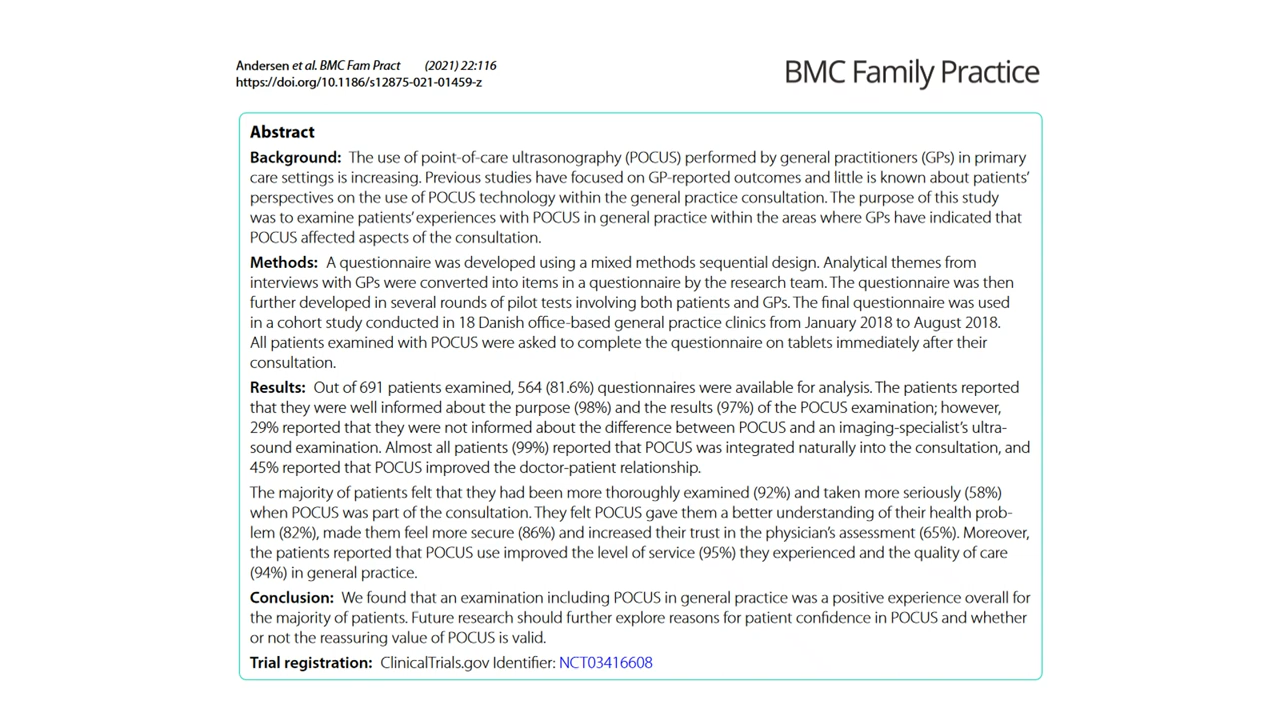 Andersen et al. BMC Fam Pract (2021) 22:116
https://doi.org/10.1186/s12875-021-01459-z
BMC Family Practice
Abstract
Background: The use of point-of-care ultrasonography (POCUS) performed by general practitioners (GPs) in primary
care settings is increasing. Previous studies have focused on GP-reported outcomes and little is known about patients'
perspectives on the use of POCUS technology within the general practice consultation. The purpose of this study
was to examine patients' experiences with POCUS in general practice within the areas where GPs have indicated that
POCUS affected aspects of the consultation.
Methods: A questionnaire was developed using a mixed methods sequential design. Analytical themes from
interviews with GPs were converted into items in a questionnaire by the research team. The questionnaire was then
further developed in several rounds of pilot tests involving both patients and GPs. The final questionnaire was used
in a cohort study conducted in 18 Danish office-based general practice clinics from January 2018 to August 2018.
All patients examined with POCUS were asked to complete the questionnaire on tablets immediately after their
consultation.
Results: Out of 691 patients examined, 564 (81.6%) questionnaires were available for analysis. The patients reported
that they were well informed about the purpose (98%) and the results (97%) of the POCUS examination; however,
29% reported that they were not informed about the difference between POCUS and an imaging-specialist's ultra-
sound examination. Almost all patients (99%) reported that POCUS was integrated naturally into the consultation, and
45% reported that POCUS improved the doctor-patient relationship.
The majority of patients felt that they had been more thoroughly examined (92%) and taken more seriously (58%)
when POCUS was part of the consultation. They felt POCUS gave them a better understanding of their health prob-
lem (82%), made them feel more secure (86%) and increased their trust in the physician's assessment (65%). Moreover,
the patients reported that POCUS use improved the level of service (95%) they experienced and the quality of care
(94%) in general practice.
Conclusion: We found that an examination including POCUS in general practice was a positive experience overall for
the majority of patients. Future research should further explore reasons for patient confidence in POCUS and whether
or not the reassuring value of POCUS is valid.
Trial registration: ClinicalTrials.gov Identifier: NCT03416608